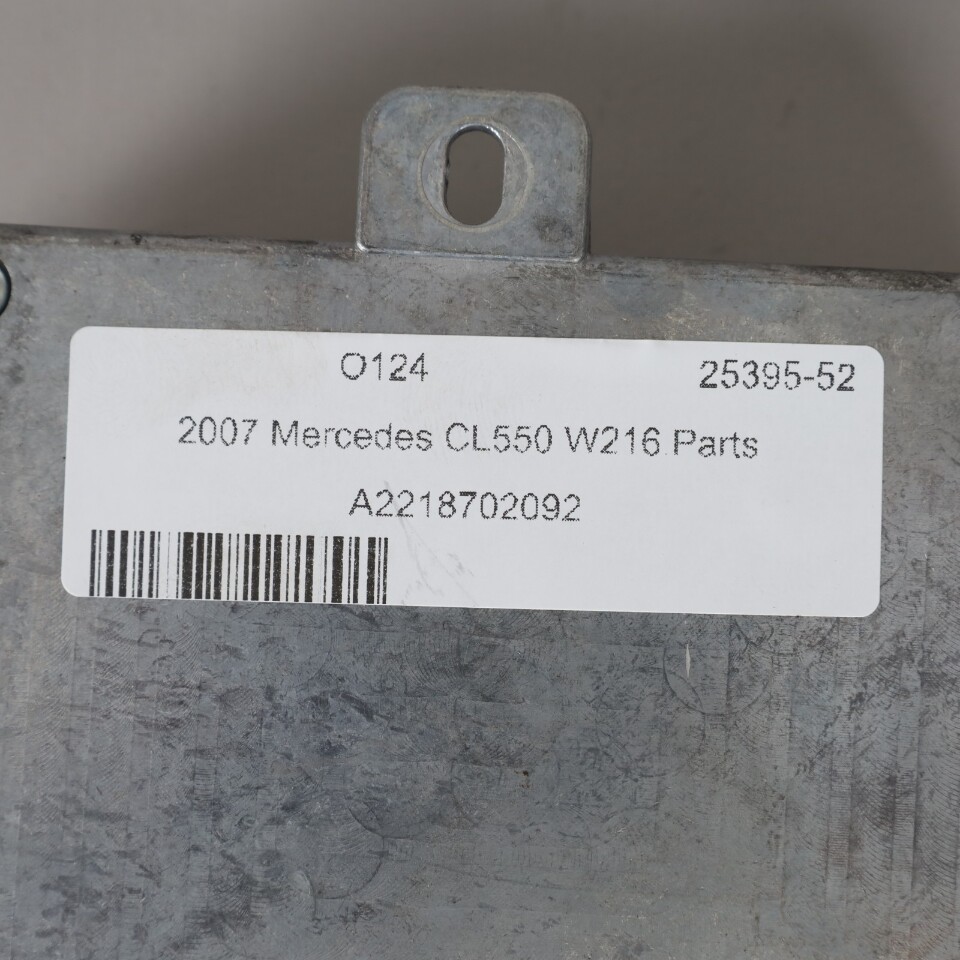 O124 25395-52
2007 Mercedes CL550 W216 Parts
A2218702092